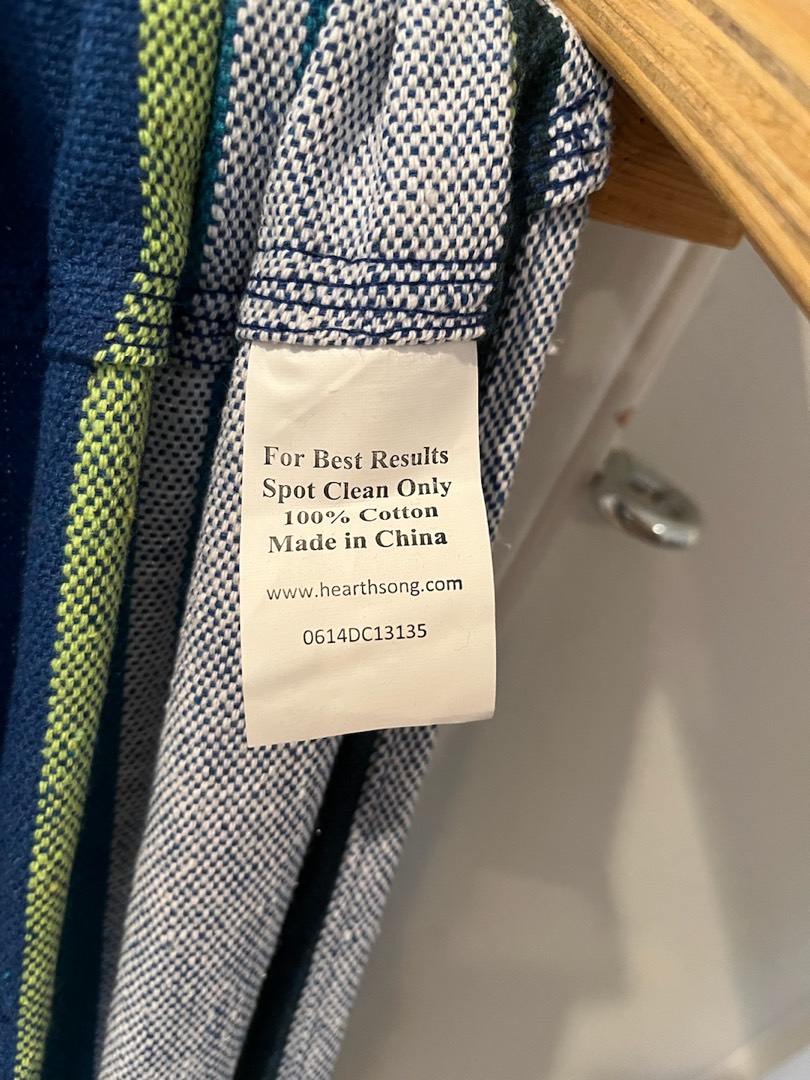 For Best Results
Spot Clean Only
100% Cotton
Made in China
www.hearthsong.com
0614DC13135